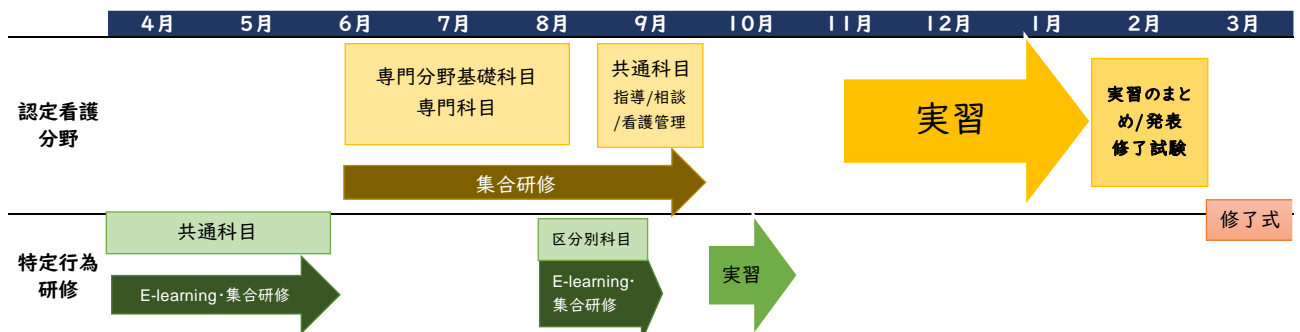 4月 5月 6月 7月 8月 9月 10月 11月 12月 1月 2月 3月
認定看護
分野
専門分野基礎科目
専門科目
共通科目
指導/相談
/看護管理
集合研修
実習
実習のまと
め/発表
修了試験
修了式
特定行為
研修
共通科目
E-learning・集合研修
区分別科目
E-learning・
集合研修
実習